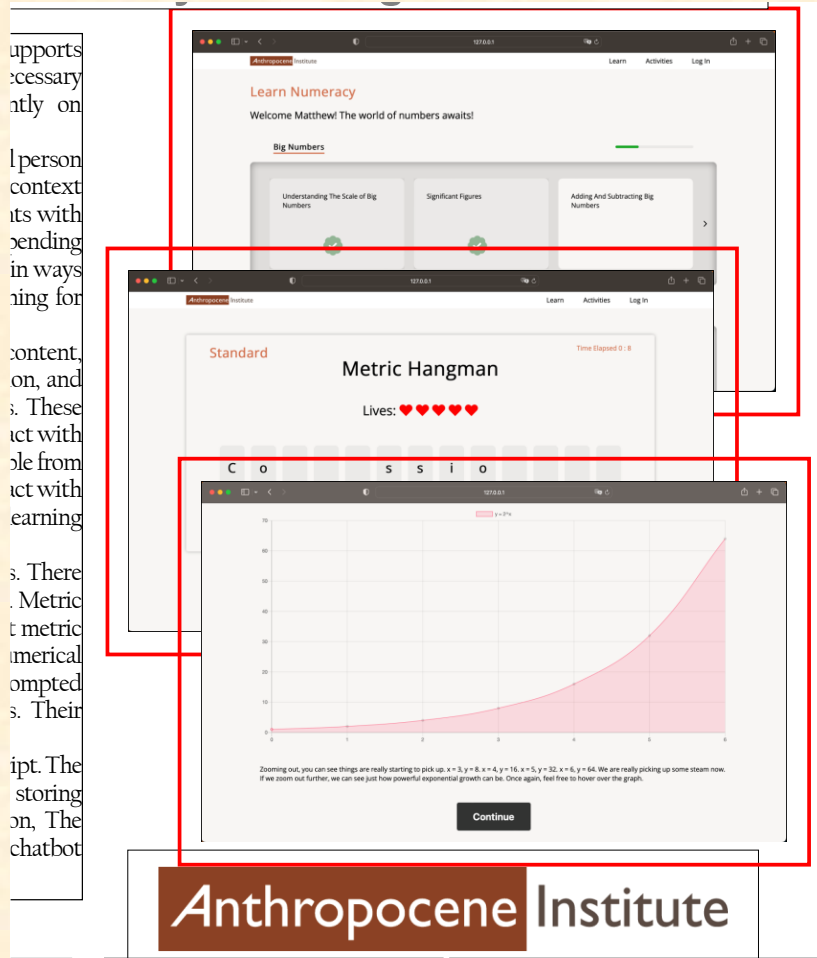 upports
ecessary
ntly on
l person
context
nts with
pending
in ways
ning for
content,
on, and
s. These
act with
ble from
act with
earning
s. There
. Metric
t metric
umerical
ompted
s. Their
ipt. The
storing
on, The
chatbot
127.0.0.1
Anthropocene Institute
Learn Activities Log In
Learn Numeracy
Welcome Matthew! The world of numbers awaits!
Big Numbers
Understanding The Scale of Big
Numbers
Significant Figures
Adding And Subtracting Big
Numbers
127.0.0.1
Anthropocene Institute
Learn Activities Log In
Standard
Time Elapsed 0 : 8
Metric Hangman
Lives:
C o s s i o
127.0.0.1
70
60
50
40
30
20
10
0
0 1 2 3 4 5 6
Zooming out, you can see things are really starting to pick up. x = 3, y = 8. x = 4, y = 16. x = 5, y = 32. x = 6, y = 64. We are really picking up some steam now.
If we zoom out further, we can see just how powerful exponential growth can be. Once again, feel free to hover over the graph.
Continue
Anthropocene Institute